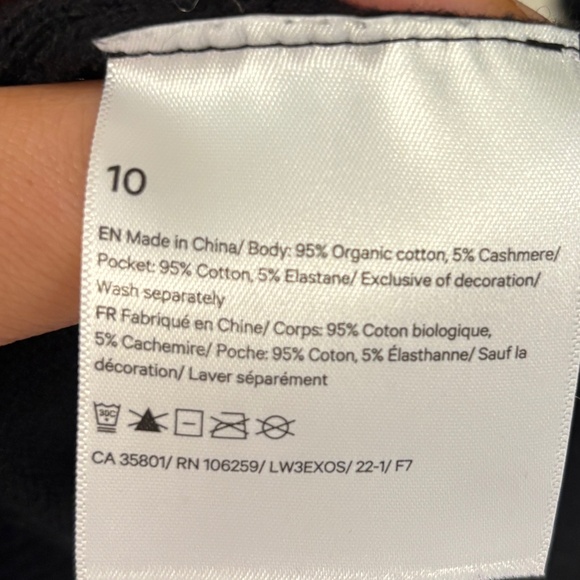 10
EN Made in China/ Body: 95% Organic cotton, 5% Cashmere/
Pocket: 95% Cotton, 5% Elastane/ Exclusive of decoration/
Wash separately
FR Fabriqué en Chine/ Corps: 95% Coton biologique,
5% Cachemire/ Poche: 95% Coton, 5% Élasthanne/ Sauf la
décoration/ Laver séparément
30C
CA 35801/ RN 106259/ LW3EXOS/ 22-1/ F7